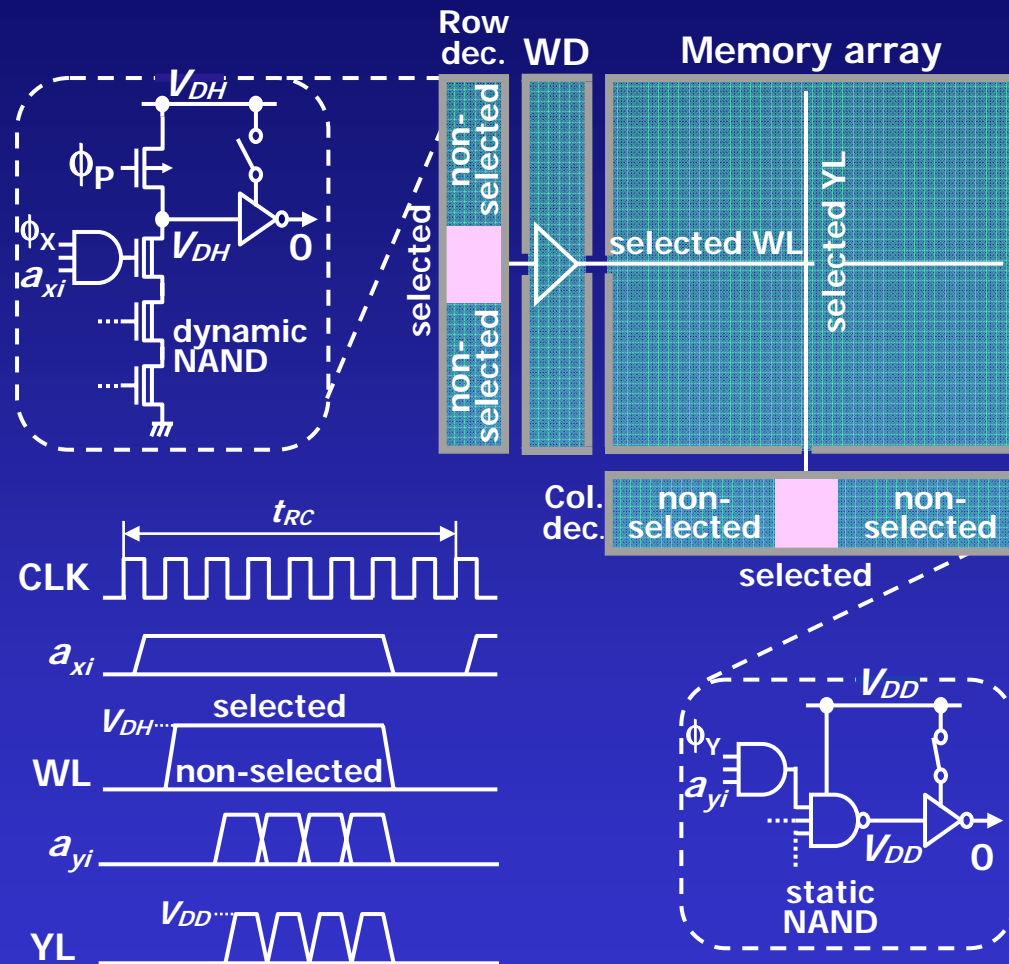 Row
dec.
WD
Memory array
V_DH
ϕ_P
ϕ_X
a_xi
V_DH
0
dynamic
NAND
non-
selected
selected
non-
selected
selected WL
selected YL
Col.
dec.
non-
selected
non-
selected
selected
t_RC
CLK
a_xi
V_DH
selected
WL
non-selected
a_yi
V_DD
YL
V_DD
ϕ_Y
a_yi
V_DD
0
static
NAND